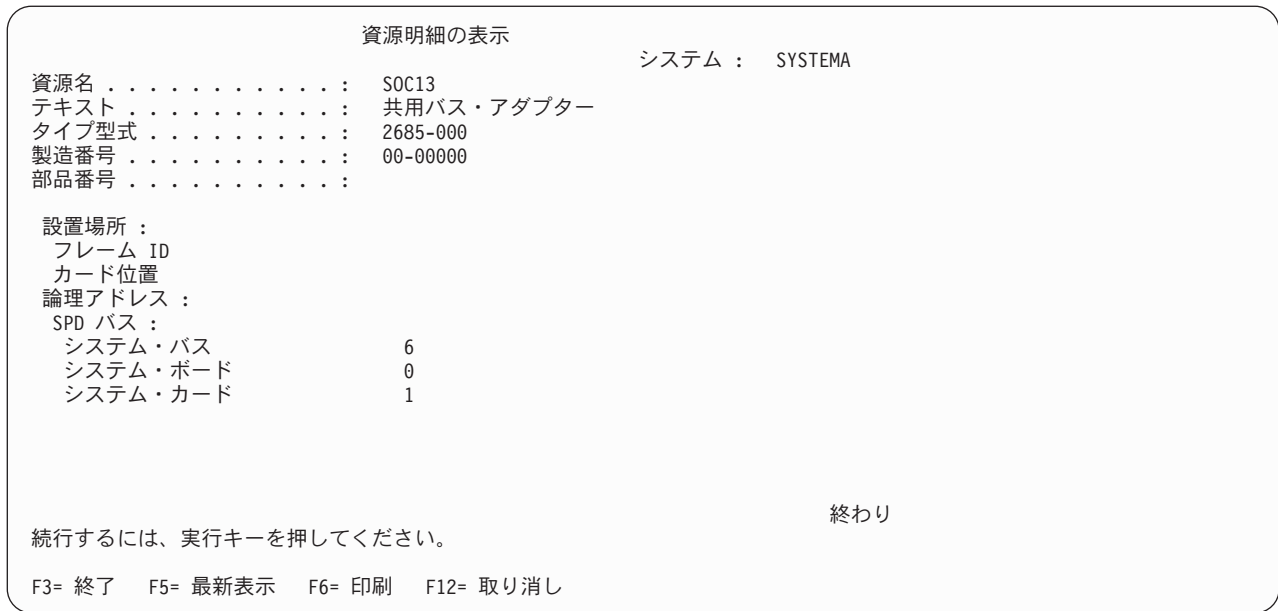 資源明細の表示
システム : SYSTEMA
資源名 . . . . . . . . . . . : SOC13
テキスト . . . . . . . . . . : 共用バス・アダプター
タイプ型式 . . . . . . . . . : 2685-000
製造番号 . . . . . . . . . . : 00-00000
部品番号 . . . . . . . . . . :
設置場所 :
フレーム ID
カード位置
論理アドレス :
SPD バス :
システム・バス 6
システム・ボード 0
システム・カード 1
終わり
続行するには、実行キーを押してください。
F3= 終了 F5= 最新表示 F6= 印刷 F12= 取り消し